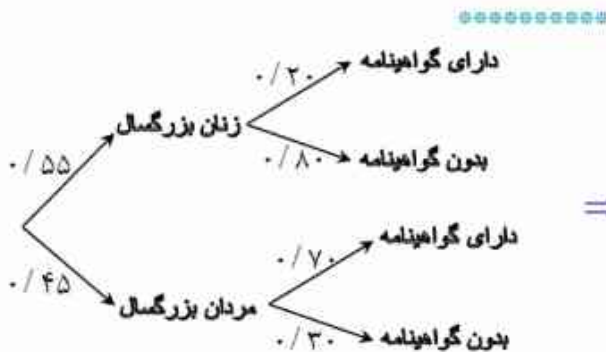 دارای گواهینامه
۰/۲۰
زنان بزرگسال
۰/۵۵
۰/۸۰
بدون گواهینامه
دارای گواهینامه
۰/۷۰
۰/۴۵
مردان بزرگسال
۰/۳۰
بدون گواهینامه
=